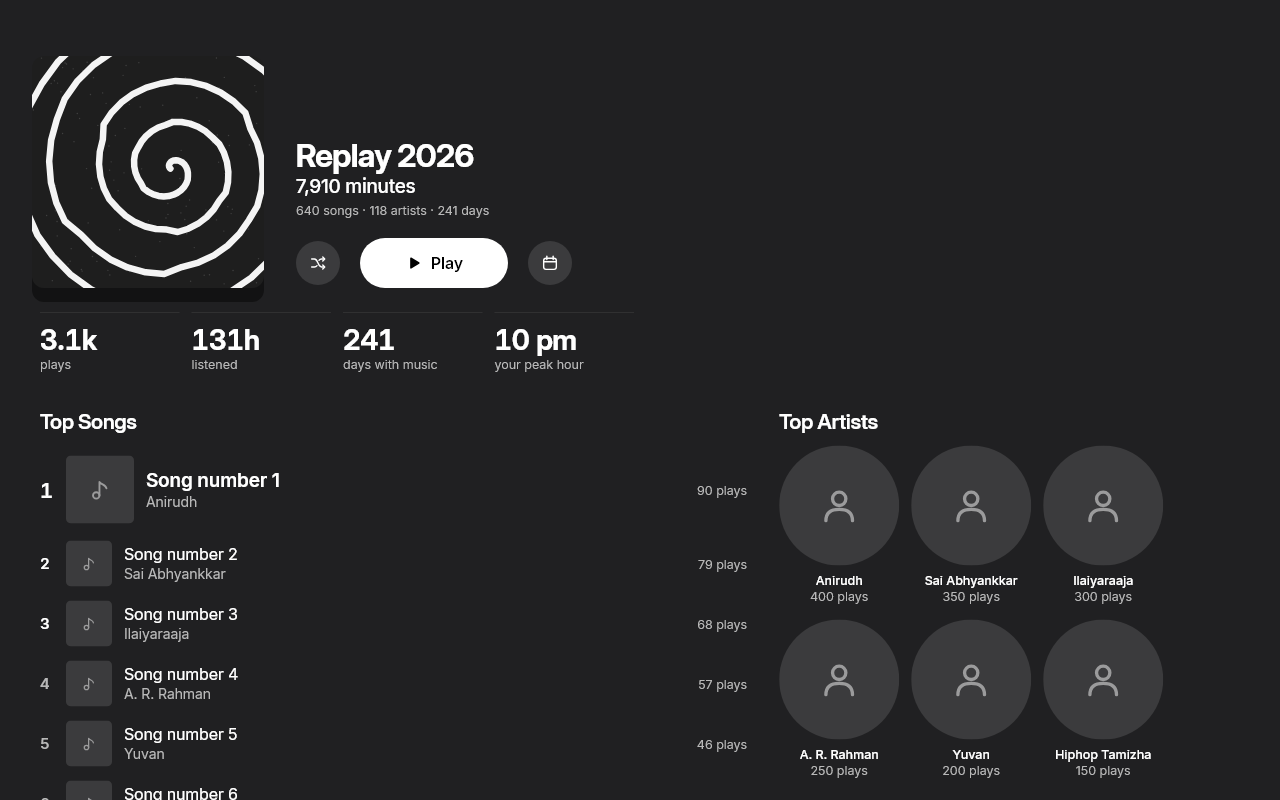 Replay 2026
7,910 minutes
640 songs · 118 artists · 241 days
Play
3.1k
plays
131h
listened
241
days with music
10 pm
your peak hour
Top Songs
1
Song number 1
Anirudh
90 plays
2
Song number 2
Sai Abhyankkar
79 plays
3
Song number 3
Ilaiyaraaja
68 plays
4
Song number 4
A. R. Rahman
57 plays
5
Song number 5
Yuvan
46 plays
Song number 6
Top Artists
Anirudh
400 plays
Sai Abhyankkar
350 plays
Ilaiyaraaja
300 plays
A. R. Rahman
250 plays
Yuvan
200 plays
Hiphop Tamizha
150 plays